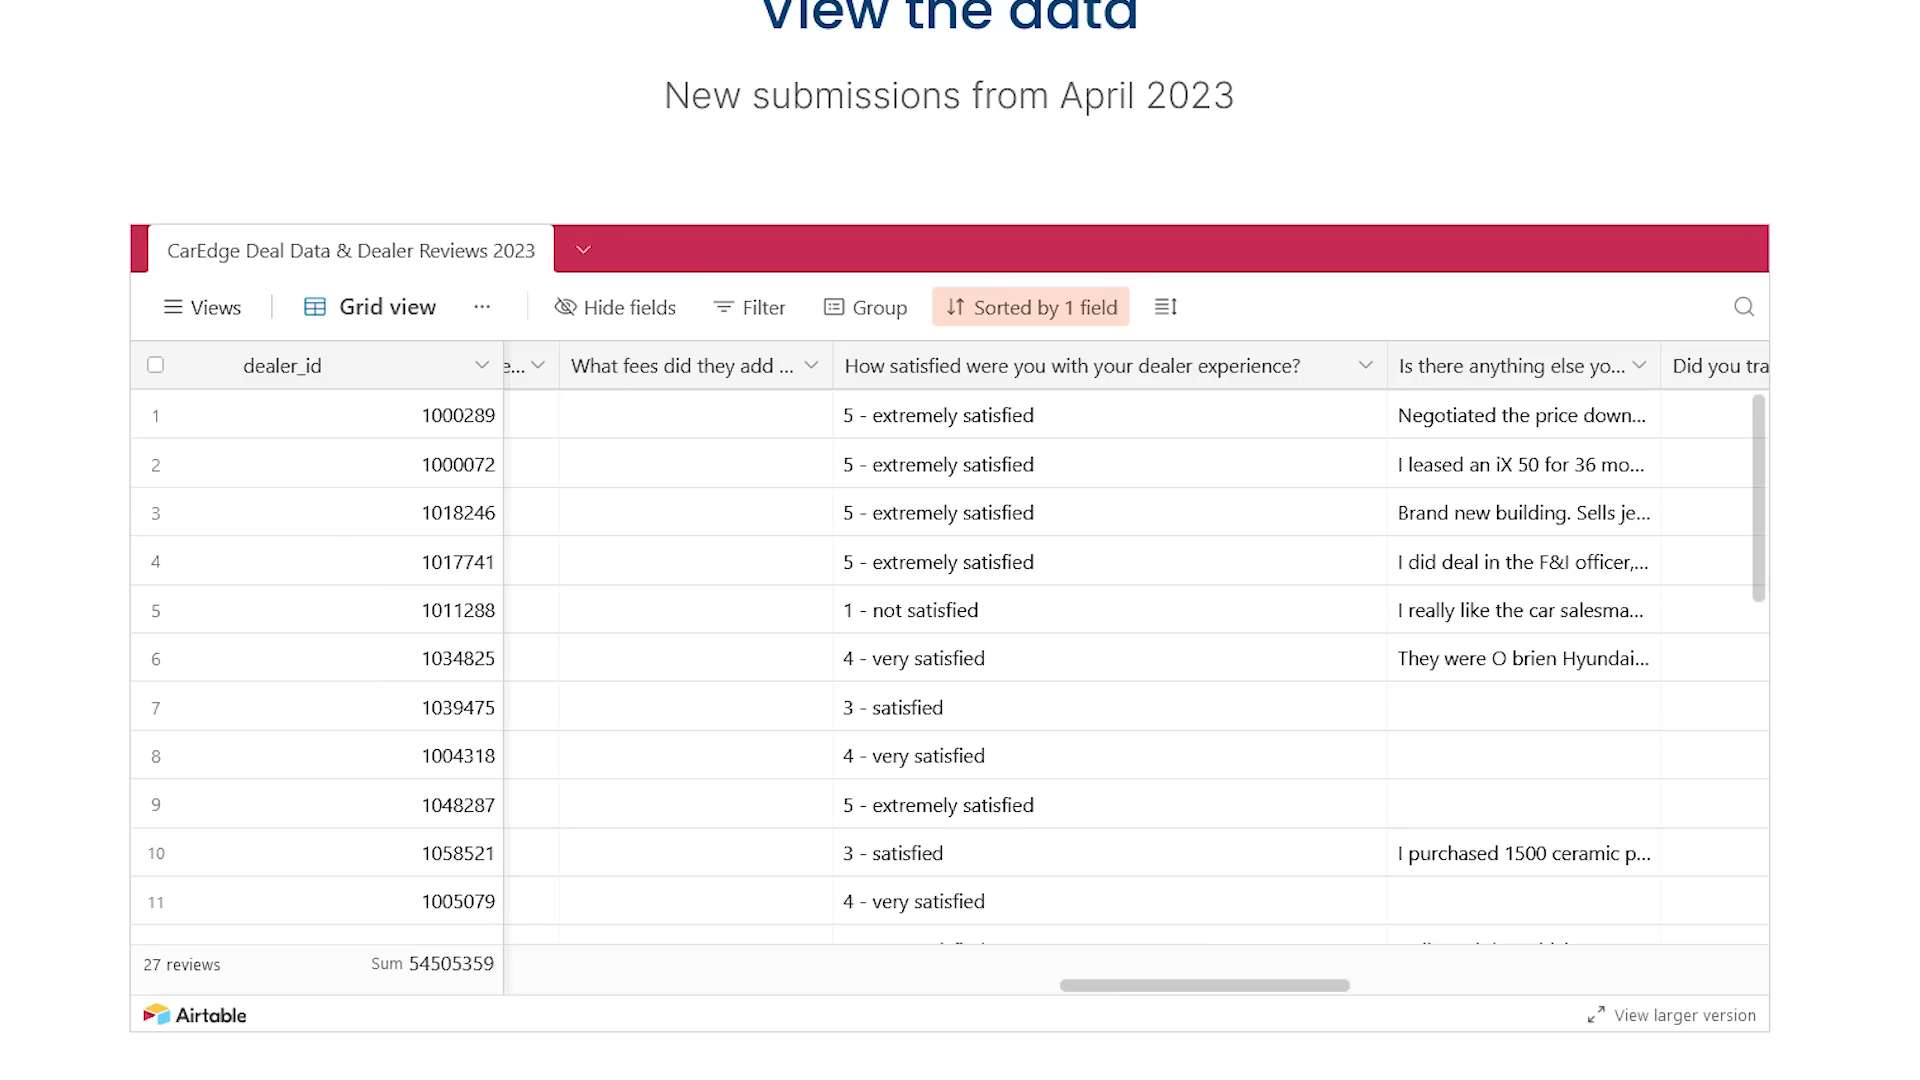 View the data
New submissions from April 2023
CarEdge Deal Data & Dealer Reviews 2023
Views Grid view ... Hide fields Filter Group Sorted by 1 field
dealer_id e... What fees did they add ... How satisfied were you with your dealer experience? Is there anything else yo... Did you tra
1 1000289 5 - extremely satisfied Negotiated the price down...
2 1000072 5 - extremely satisfied I leased an iX 50 for 36 mo...
3 1018246 5 - extremely satisfied Brand new building. Sells je...
4 1017741 5 - extremely satisfied I did deal in the F&I officer,...
5 1011288 1 - not satisfied I really like the car salesma...
6 1034825 4 - very satisfied They were O brien Hyundai...
7 1039475 3 - satisfied
8 1004318 4 - very satisfied
9 1048287 5 - extremely satisfied
10 1058521 3 - satisfied I purchased 1500 ceramic p...
11 1005079 4 - very satisfied
27 reviews Sum 54505359
Airtable View larger version